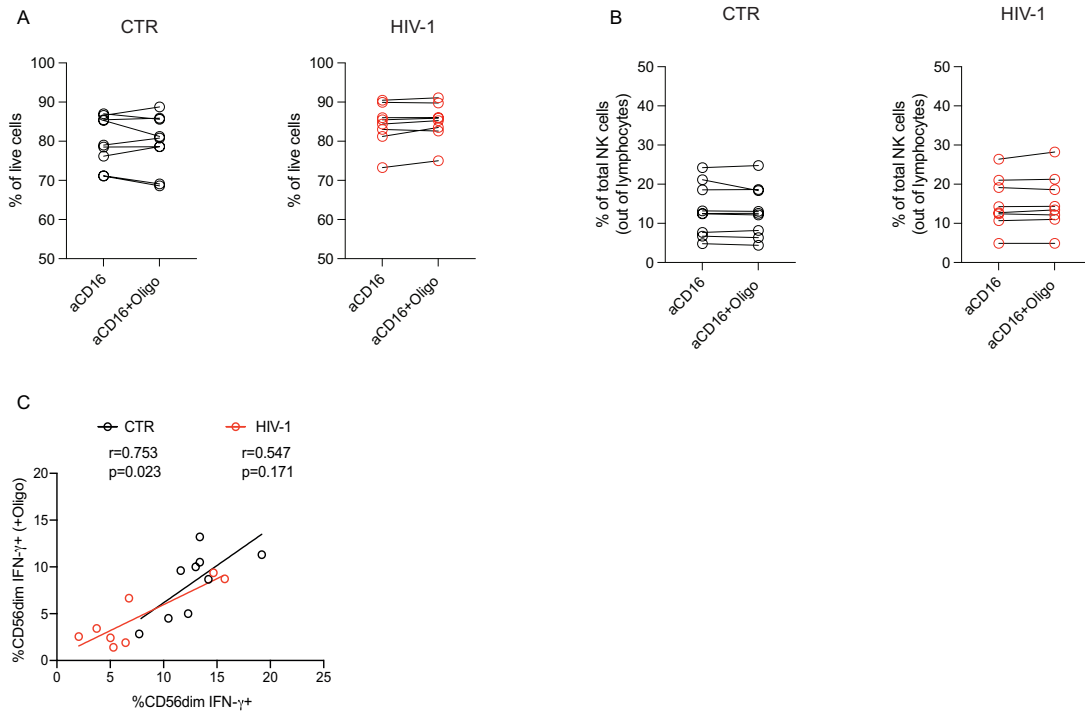 A
CTR
HIV-1
% of live cells
100
90
80
70
60
50
aCD16
aCD16+Oligo
% of live cells
100
90
80
70
60
50
aCD16
aCD16+Oligo
B
CTR
HIV-1
% of total NK cells
(out of lymphocytes)
50
40
30
20
10
0
aCD16
aCD16+Oligo
% of total NK cells
(out of lymphocytes)
50
40
30
20
10
0
aCD16
aCD16+Oligo
C
CTR
HIV-1
r=0.753
p=0.023
r=0.547
p=0.171
%CD56dim IFN-γ+ (+Oligo)
20
15
10
5
0
0 5 10 15 20 25
%CD56dim IFN-γ+